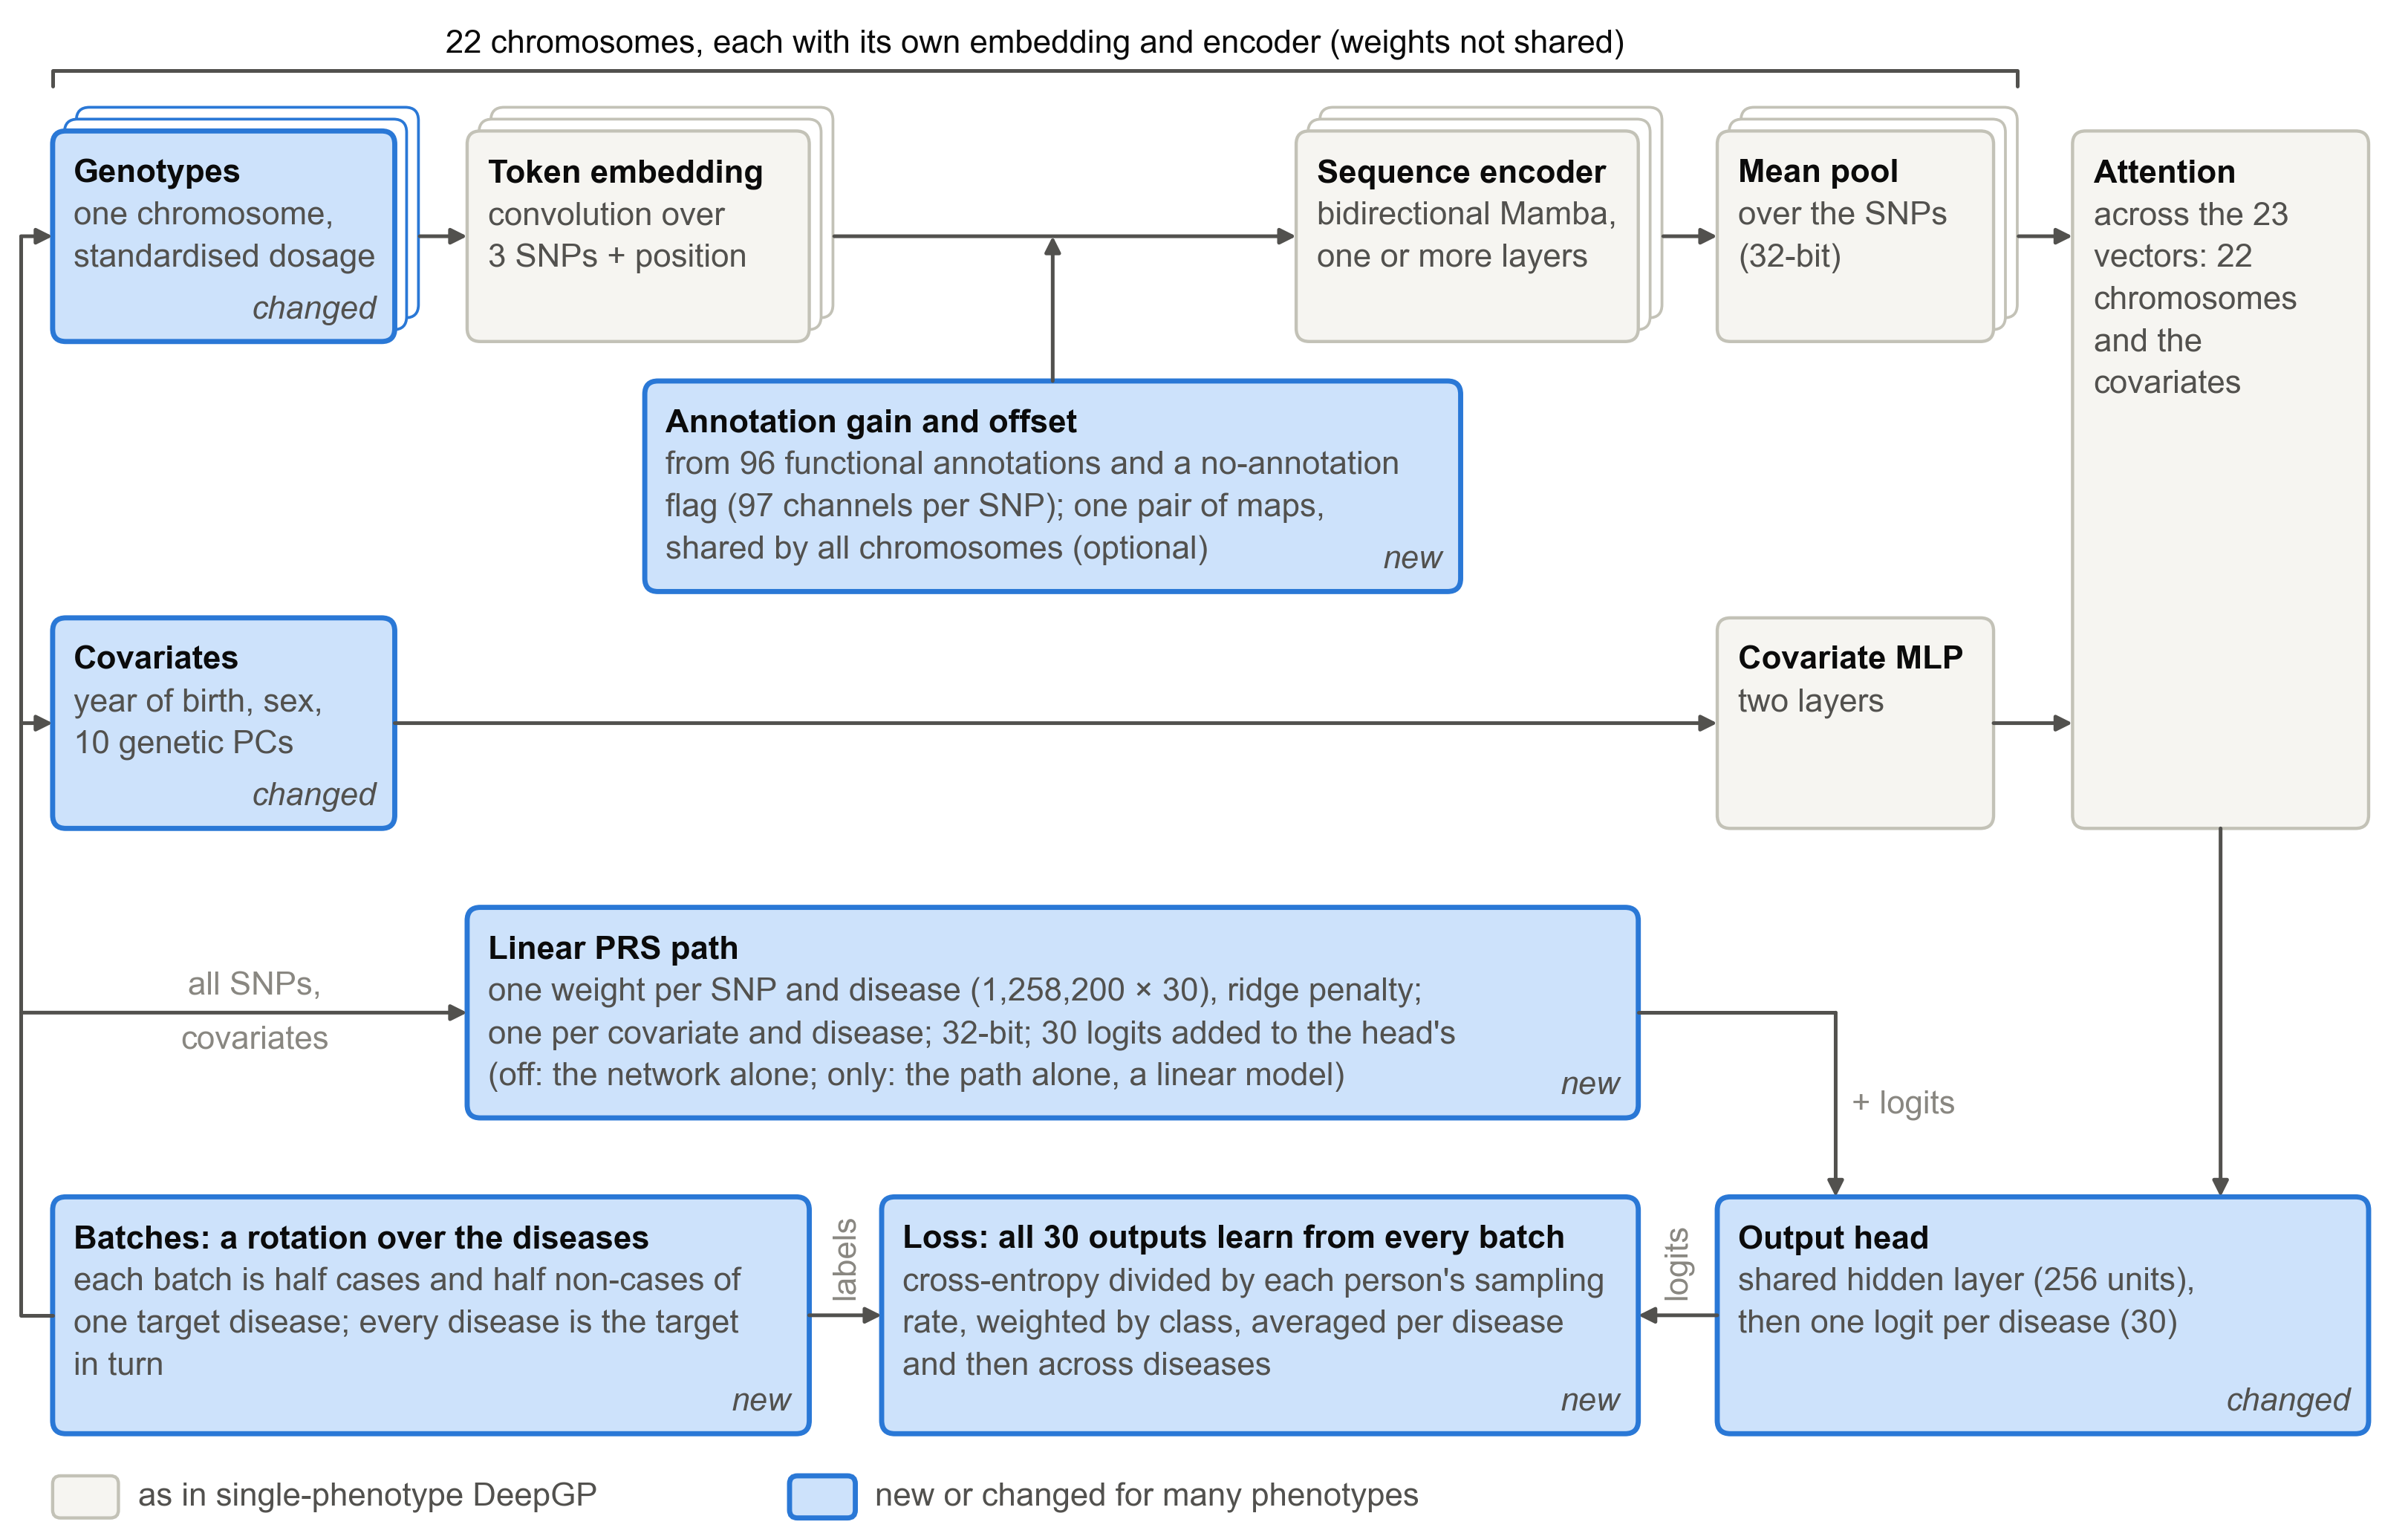 22 chromosomes, each with its own embedding and encoder (weights not shared)
Genotypes
one chromosome,
standardised dosage
changed
Token embedding
convolution over
3 SNPs + position
Sequence encoder
bidirectional Mamba,
one or more layers
Mean pool
over the SNPs
(32-bit)
Attention
across the 23
vectors: 22
chromosomes
and the
covariates
Annotation gain and offset
from 96 functional annotations and a no-annotation
flag (97 channels per SNP); one pair of maps,
shared by all chromosomes (optional)
new
Covariates
year of birth, sex,
10 genetic PCs
changed
Covariate MLP
two layers
all SNPs,
covariates
Linear PRS path
one weight per SNP and disease (1,258,200 × 30), ridge penalty;
one per covariate and disease; 32-bit; 30 logits added to the head's
(off: the network alone; only: the path alone, a linear model)
new
+ logits
Batches: a rotation over the diseases
each batch is half cases and half non-cases of
one target disease; every disease is the target
in turn
new
labels
Loss: all 30 outputs learn from every batch
cross-entropy divided by each person's sampling
rate, weighted by class, averaged per disease
and then across diseases
new
logits
Output head
shared hidden layer (256 units),
then one logit per disease (30)
changed
as in single-phenotype DeepGP
new or changed for many phenotypes